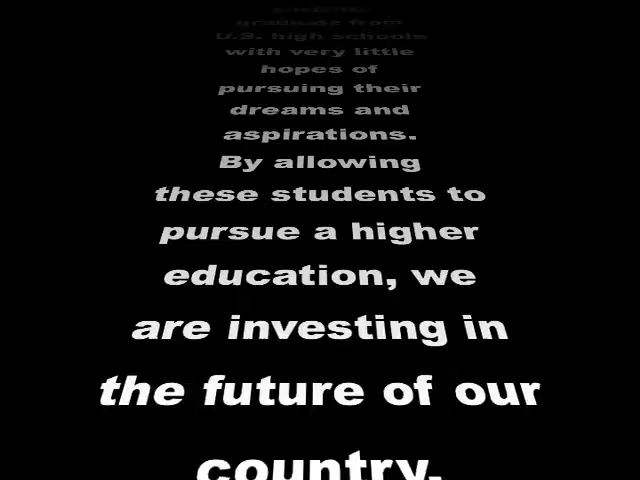 graduate from
U.S. high schools
with very little
hopes of
pursuing their
dreams and
aspirations.
By allowing
these students to
pursue a higher
education, we
are investing in
the future of our
country.